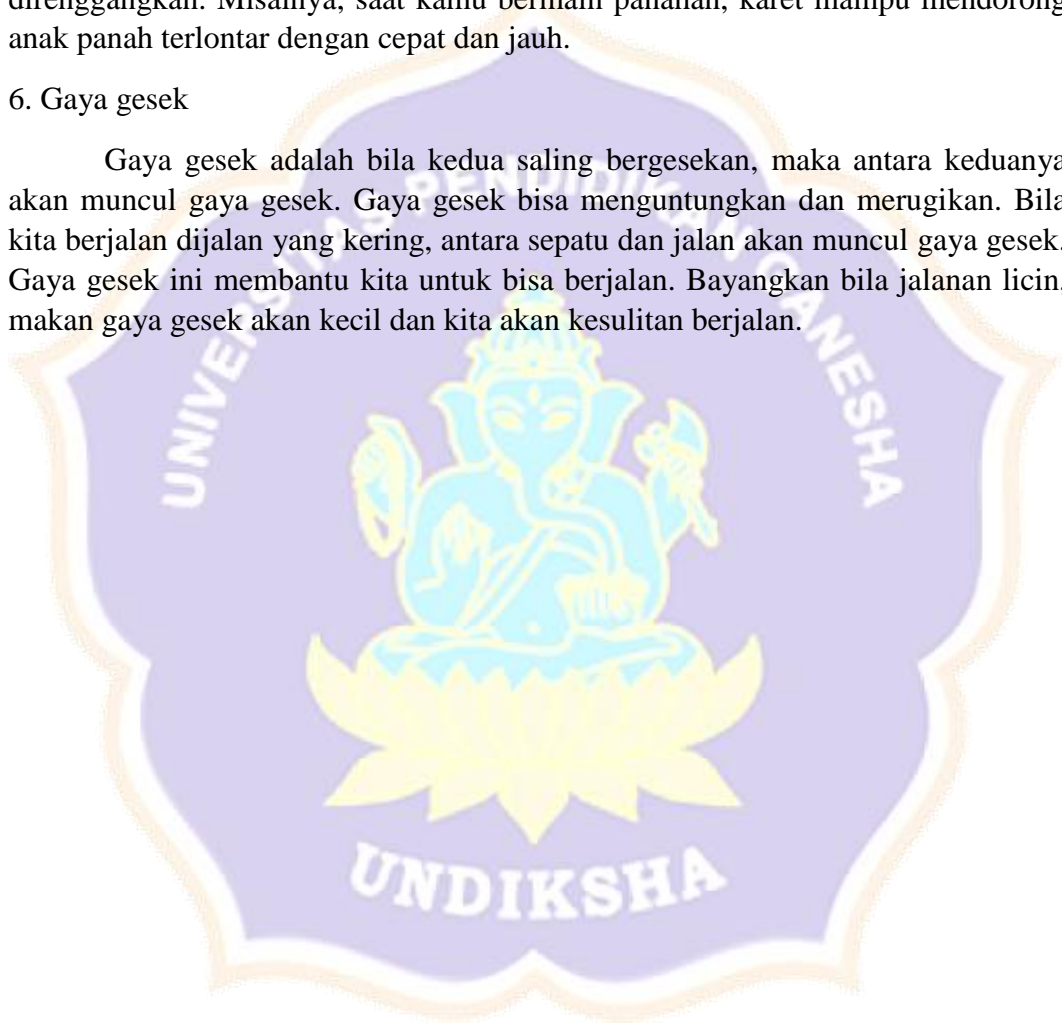 direnggangkan. Misalnya, saat kamu bermain panahan, karet mampu mendorong
anak panah terlontar dengan cepat dan jauh.
6. Gaya gesek
Gaya gesek adalah bila kedua saling bergesekan, maka antara keduanya
akan muncul gaya gesek. Gaya gesek bisa menguntungkan dan merugikan. Bila
kita berjalan dijalan yang kering, antara sepatu dan jalan akan muncul gaya gesek.
Gaya gesek ini membantu kita untuk bisa berjalan. Bayangkan bila jalanan licin,
makan gaya gesek akan kecil dan kita akan kesulitan berjalan.
UNIVERSITAS PENDIDIKAN GANESHA
UNDIKSHA